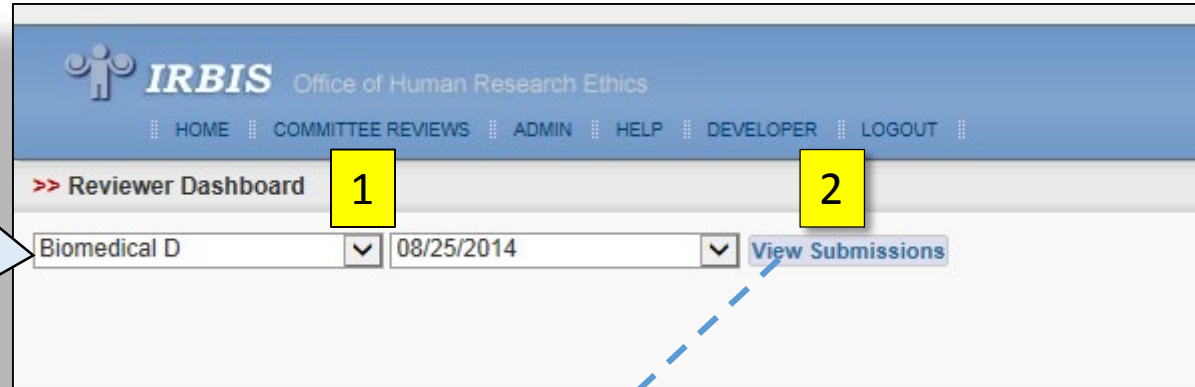 IRBIS Office of Human Research Ethics
HOME COMMITTEE REVIEWS ADMIN HELP DEVELOPER LOGOUT
>> Reviewer Dashboard
1
2
Biomedical D 08/25/2014 View Submissions